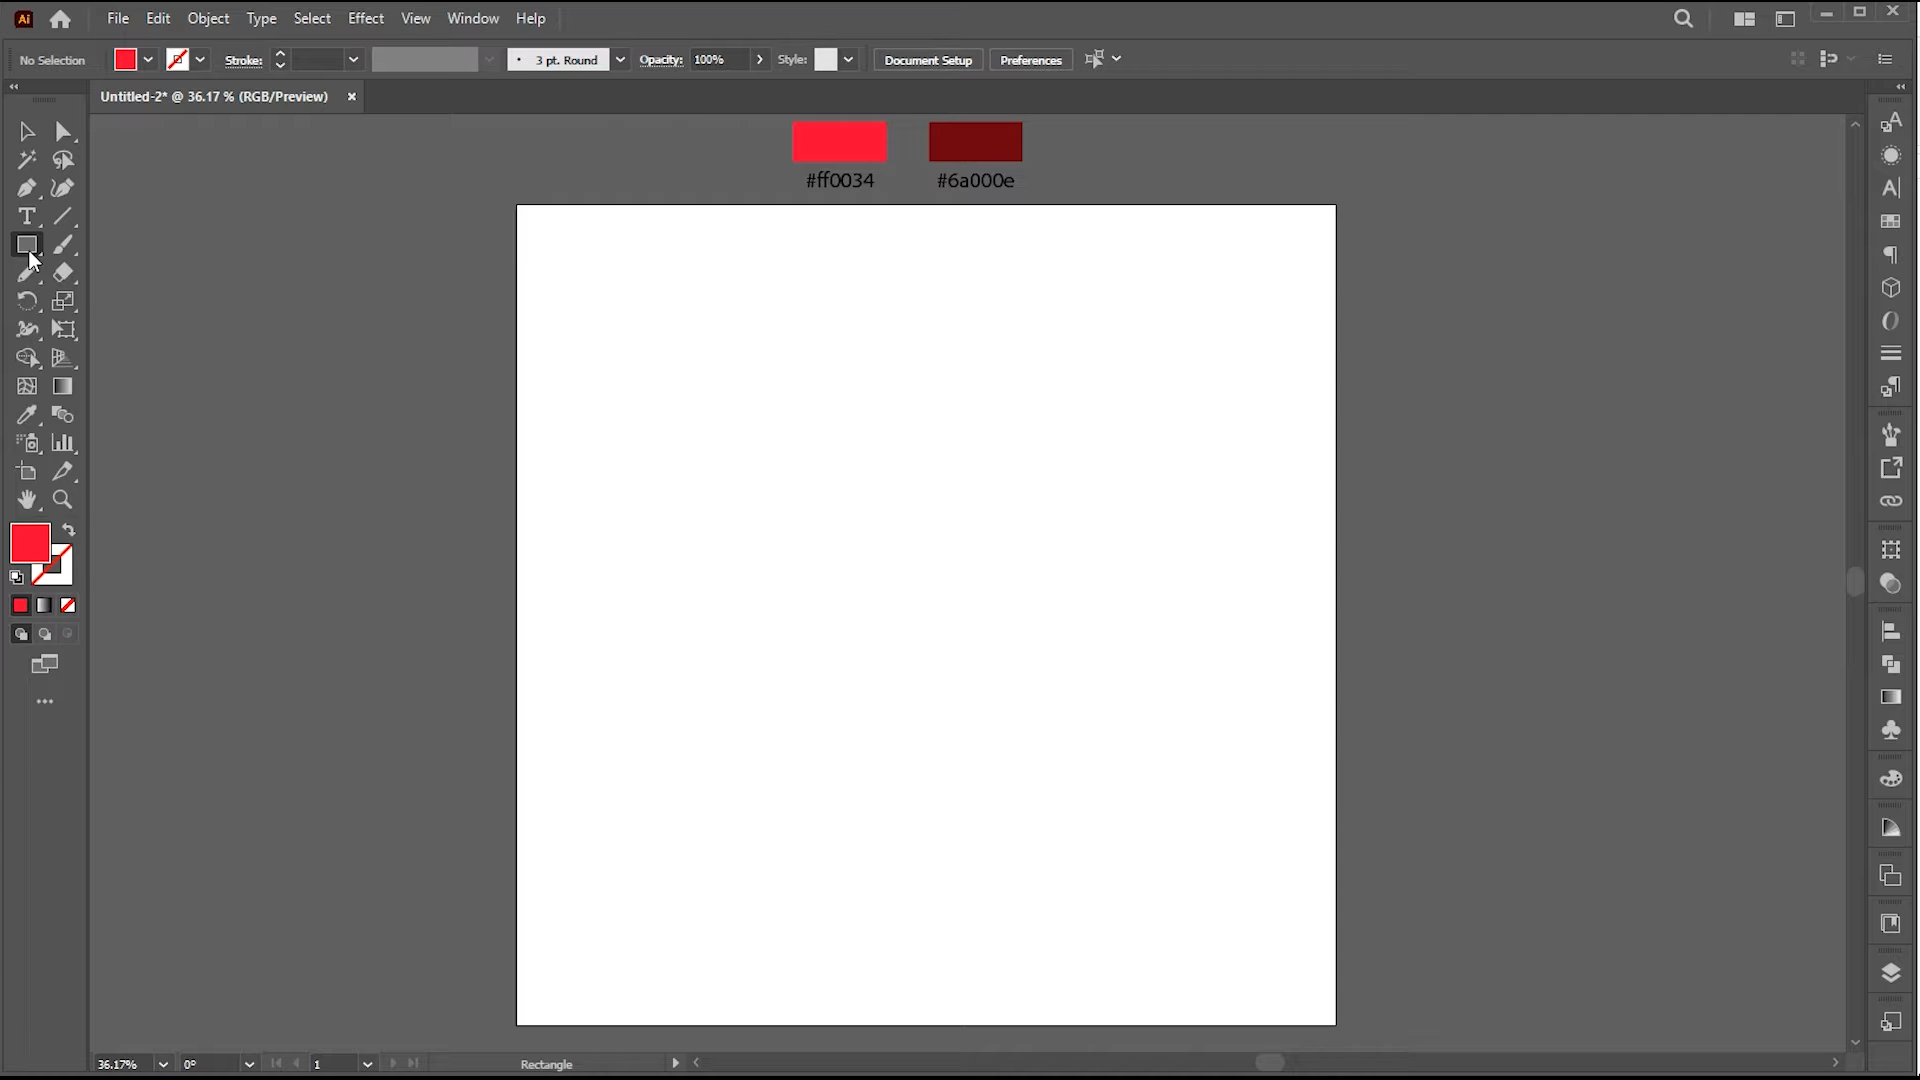 Ai File Edit Object Type Select Effect View Window Help
No Selection Stroke: 3 pt. Round Opacity: 100% Style: Document Setup Preferences
Untitled-2* @ 36.17 % (RGB/Preview) ×
#ff0034 #6a000e
36.17% 0° 1 Rectangle